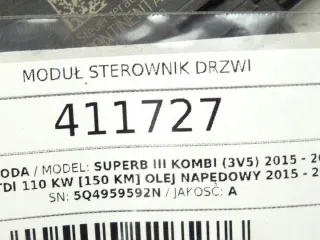 MODUŁ STEROWNIK DRZWI
411727
ODA / MODEL: SUPERB III KOMBI (3V5) 2015 - 20
TDI 110 KW [150 KM] OLEJ NAPĘDOWY 2015 - 2
SN: 5Q4959592N / JAKOŚĆ: A